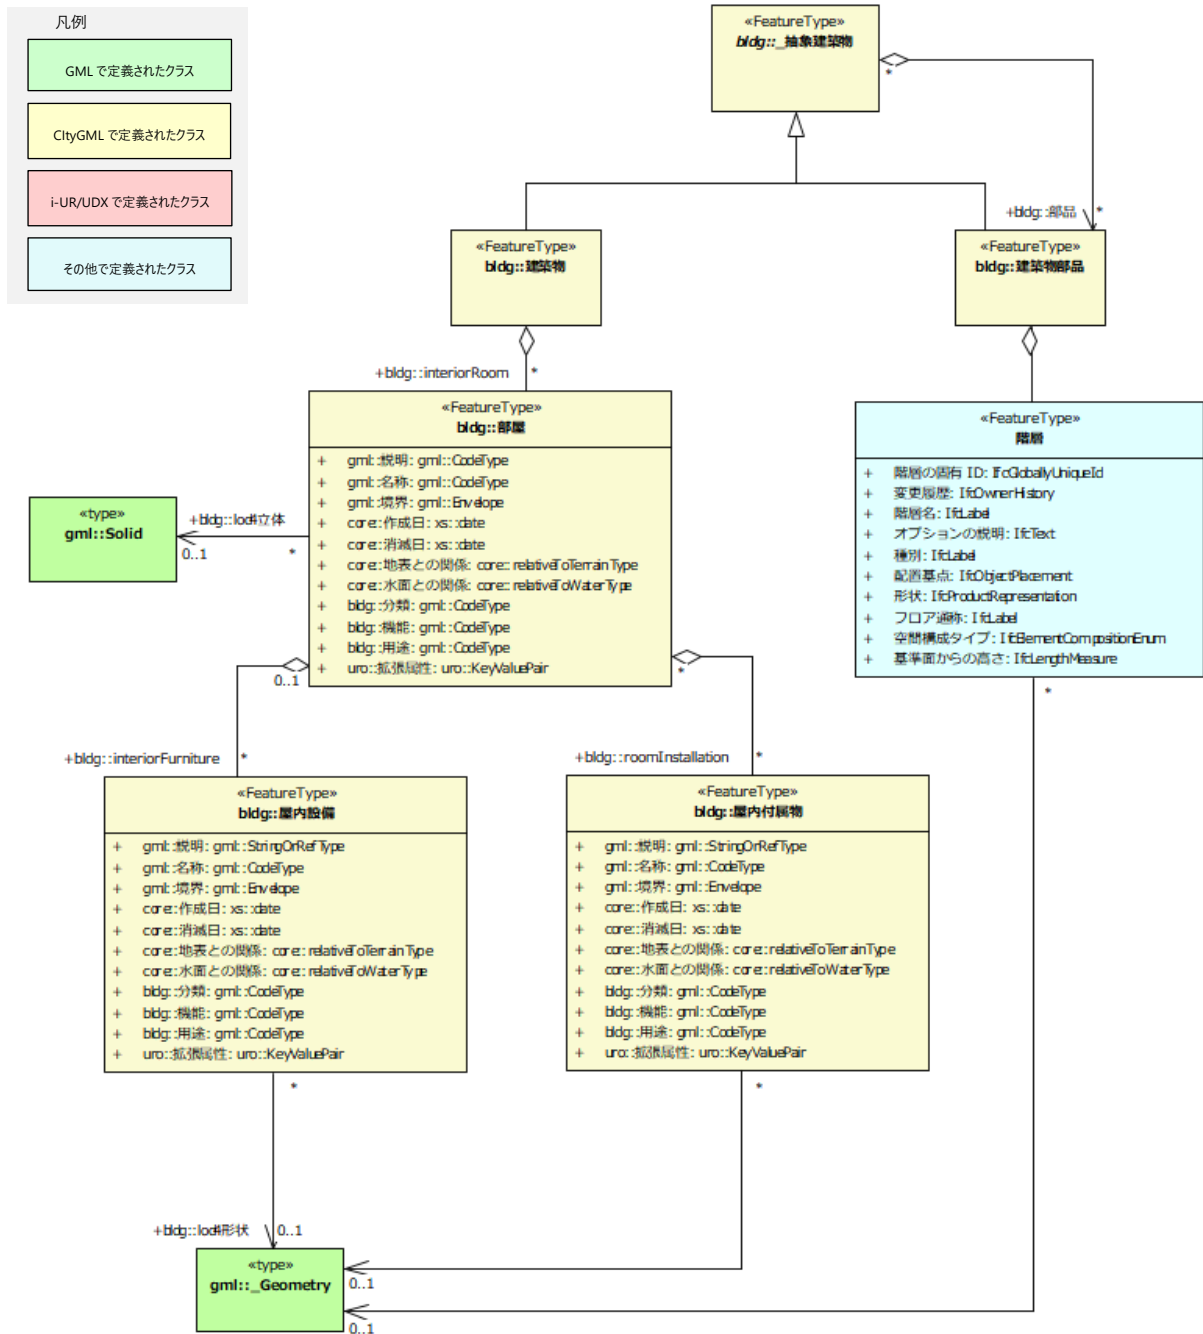 凡例
GML で定義されたクラス
CItyGML で定義されたクラス
i-UR/UDX で定義されたクラス
その他で定義されたクラス
«FeatureType»
bldg::_抽象建築物
*
+bldg::部品
*
«FeatureType»
bldg::建築物
«FeatureType»
bldg::建築物部品
+bldg::interiorRoom
*
«FeatureType»
bldg::部屋
+ gml::説明: gml::CodeType
+ gml::名称: gml::CodeType
+ gml::境界: gml::Envelope
+ core::作成日: xs::date
+ core::消滅日: xs::date
+ core::地表との関係: core::relativeToTerrainType
+ core::水面との関係: core::relativeToWaterType
+ bldg::分類: gml::CodeType
+ bldg::機能: gml::CodeType
+ bldg::用途: gml::CodeType
+ uro::拡張属性: uro::KeyValuePair
«FeatureType»
階層
+ 階層の固有 ID: IfcGloballyUniqueId
+ 変更履歴: IfcOwnerHistory
+ 階層名: IfcLabel
+ オプションの説明: IfcText
+ 種別: IfcLabel
+ 配置基点: IfcObjectPlacement
+ 形状: IfcProductRepresentation
+ フロア通称: IfcLabel
+ 空間構成タイプ: IfcElementCompositionEnum
+ 基準面からの高さ: IfcLengthMeasure
*
«type»
gml::Solid
+bldg::lod4立体
0..1
*
0..1
*
+bldg::interiorFurniture
*
+bldg::roomInstallation
*
«FeatureType»
bldg::屋内設備
+ gml::説明: gml::StringOrRefType
+ gml::名称: gml::CodeType
+ gml::境界: gml::Envelope
+ core::作成日: xs::date
+ core::消滅日: xs::date
+ core::地表との関係: core::relativeToTerrainType
+ core::水面との関係: core::relativeToWaterType
+ bldg::分類: gml::CodeType
+ bldg::機能: gml::CodeType
+ bldg::用途: gml::CodeType
+ uro::拡張属性: uro::KeyValuePair
*
«FeatureType»
bldg::屋内付属物
+ gml::説明: gml::StringOrRefType
+ gml::名称: gml::CodeType
+ gml::境界: gml::Envelope
+ core::作成日: xs::date
+ core::消滅日: xs::date
+ core::地表との関係: core::relativeToTerrainType
+ core::水面との関係: core::relativeToWaterType
+ bldg::分類: gml::CodeType
+ bldg::機能: gml::CodeType
+ bldg::用途: gml::CodeType
+ uro::拡張属性: uro::KeyValuePair
*
+bldg::lod4形状
0..1
«type»
gml::_Geometry
0..1
0..1